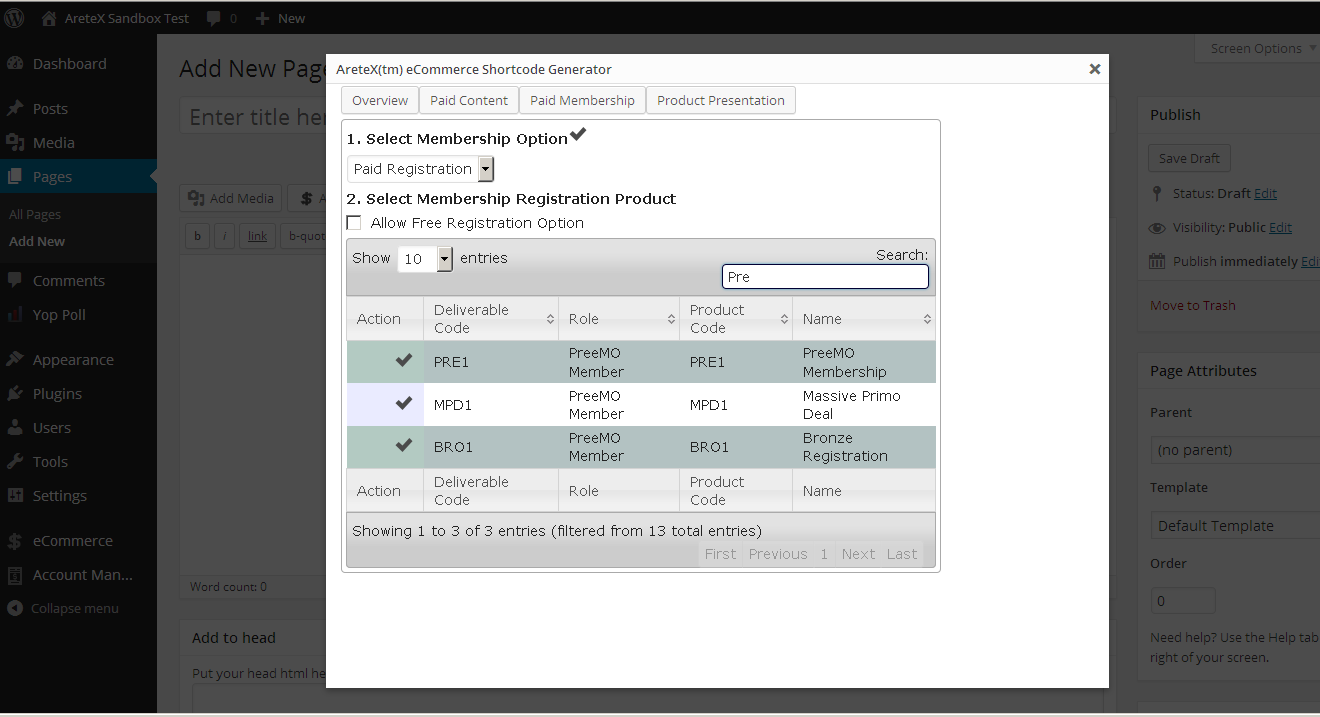 AreteX Sandbox Test 0 New
Dashboard
Posts
Media
Pages
All Pages
Add New
Comments
Yop Poll
Appearance
Plugins
Users
Tools
Settings
eCommerce
Account Man...
Collapse menu
Screen Options
Add New Page
Enter title her
Add Media
$ A
b i link b-quot
Word count: 0
Add to head
Put your head html he
AreteX(tm) eCommerce Shortcode Generator
Overview Paid Content Paid Membership Product Presentation
1. Select Membership Option
Paid Registration
2. Select Membership Registration Product
Allow Free Registration Option
Show 10 entries
Search:
Pre
Action Deliverable Code Role Product Code Name
PRE1 PreeMO Member PRE1 PreeMO Membership
MPD1 PreeMO Member MPD1 Massive Primo Deal
BRO1 PreeMO Member BRO1 Bronze Registration
Action Deliverable Code Role Product Code Name
Showing 1 to 3 of 3 entries (filtered from 13 total entries)
First Previous 1 Next Last
Publish
Save Draft
Status: Draft Edit
Visibility: Public Edit
Publish immediately Edi
Move to Trash
Page Attributes
Parent
(no parent)
Template
Default Template
Order
0
Need help? Use the Help tab
right of your screen.